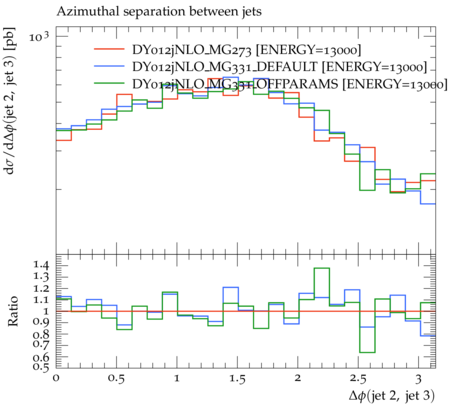 Azimuthal separation between jets
10³
dσ/dΔϕ(jet 2, jet 3) [pb]
DY012jNLO_MG273 [ENERGY=13000]
DY012jNLO_MG331_DEFAULT [ENERGY=13000]
DY012jNLO_MG331_OFFPARAMS [ENERGY=13000]
1.4
1.3
1.2
1.1
1
0.9
0.8
0.7
0.6
0.5
Ratio
0 0.5 1 1.5 2 2.5 3
Δϕ(jet 2, jet 3)